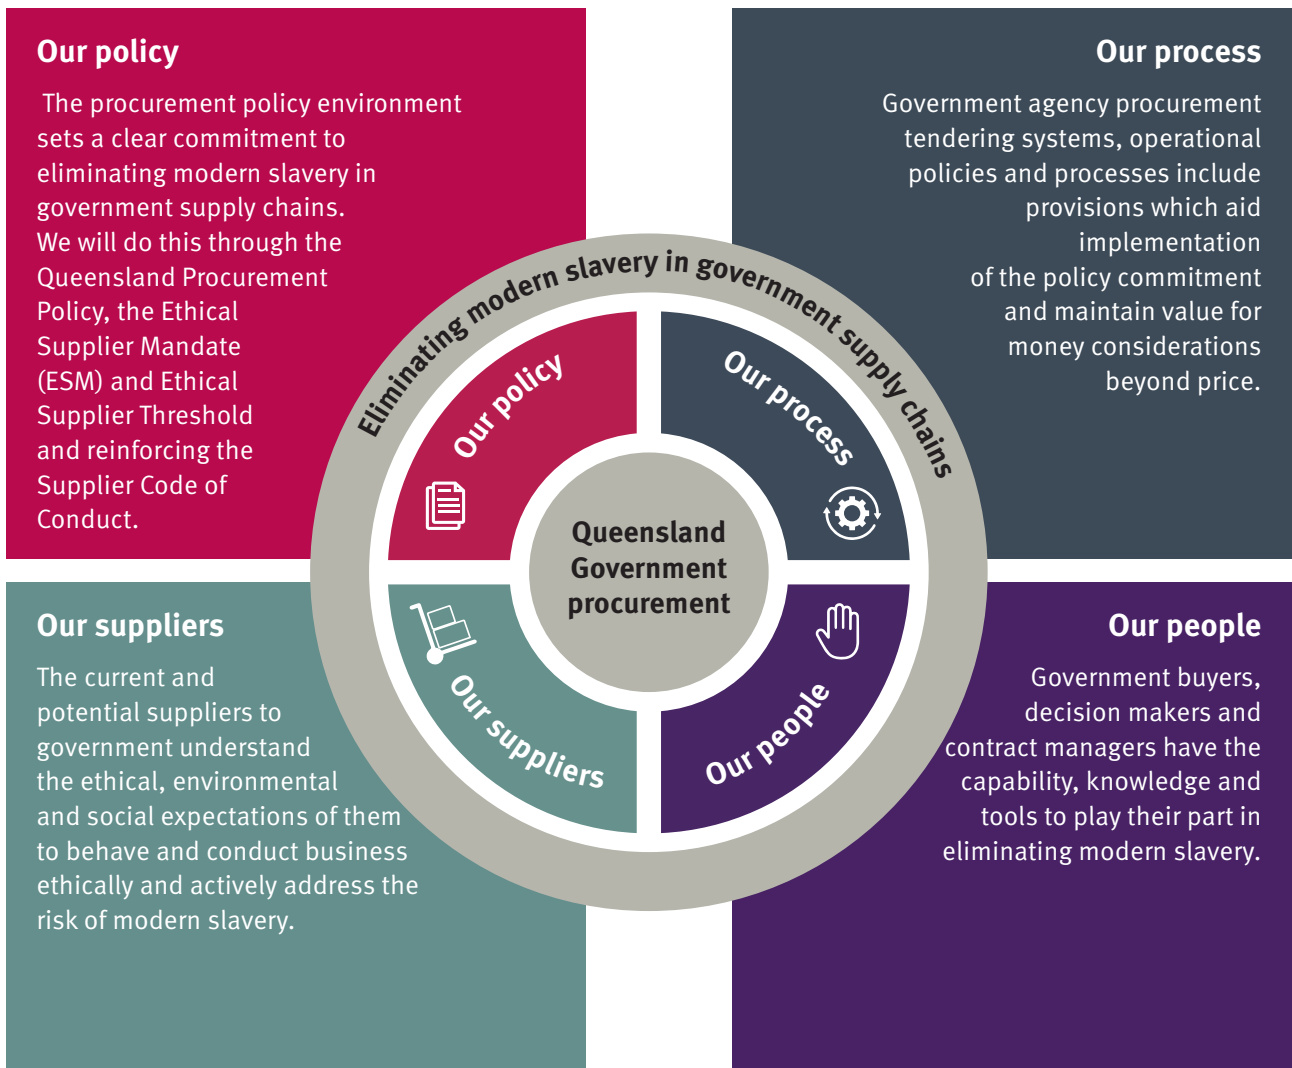 Our policy
The procurement policy environment
sets a clear commitment to
eliminating modern slavery in
government supply chains.
We will do this through the
Queensland Procurement
Policy, the Ethical
Supplier Mandate
(ESM) and Ethical
Supplier Threshold
and reinforcing the
Supplier Code of
Conduct.
Our process
Government agency procurement
tendering systems, operational
policies and processes include
provisions which aid
implementation
of the policy commitment
and maintain value for
money considerations
beyond price.
Eliminating modern slavery in government supply chains
Our policy
Our process
Queensland
Government
procurement
Our suppliers
Our people
Our suppliers
The current and
potential suppliers to
government understand
the ethical, environmental
and social expectations of them
to behave and conduct business
ethically and actively address the
risk of modern slavery.
Our people
Government buyers,
decision makers and
contract managers have the
capability, knowledge and
tools to play their part in
eliminating modern slavery.